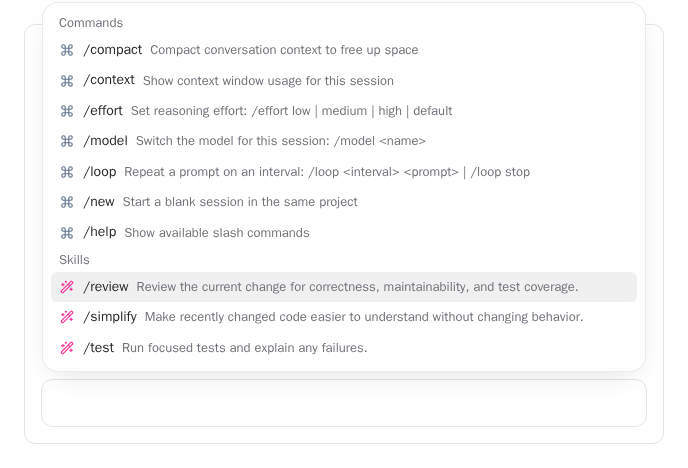 Commands
/compact Compact conversation context to free up space
/context Show context window usage for this session
/effort Set reasoning effort: /effort low | medium | high | default
/model Switch the model for this session: /model <name>
/loop Repeat a prompt on an interval: /loop <interval> <prompt> | /loop stop
/new Start a blank session in the same project
/help Show available slash commands
Skills
/review Review the current change for correctness, maintainability, and test coverage.
/simplify Make recently changed code easier to understand without changing behavior.
/test Run focused tests and explain any failures.